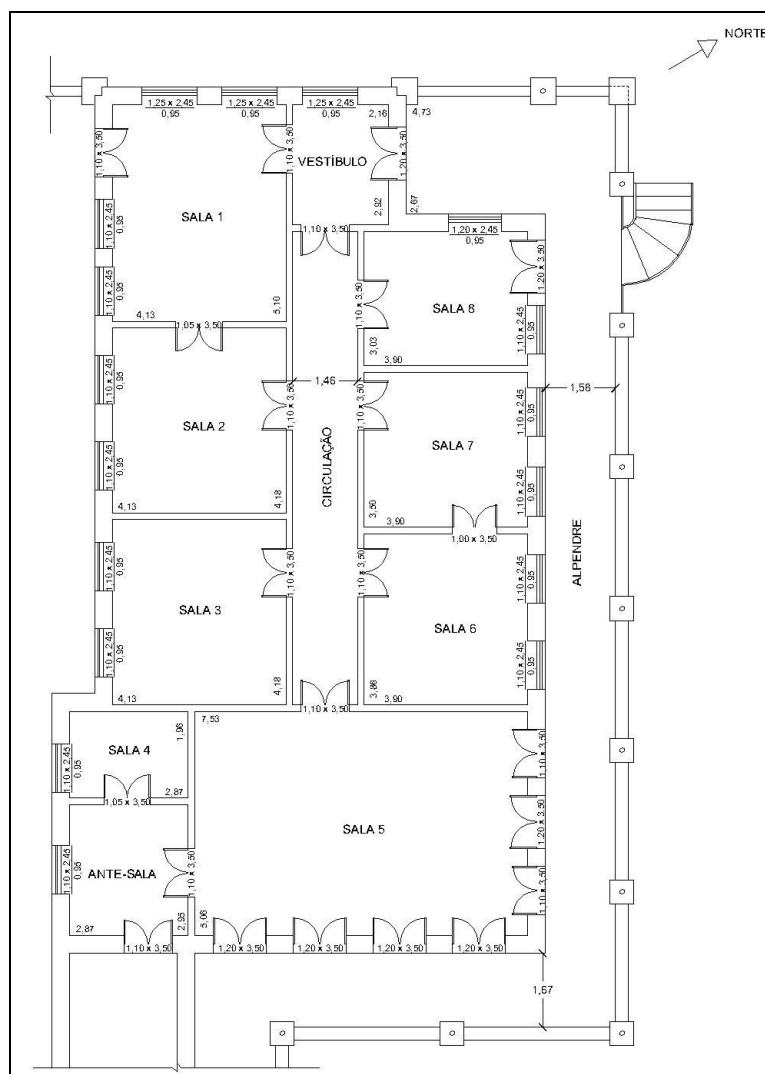 NORTE
1,25 x 2,45
0,95
1,25 x 2,45
0,95
1,25 x 2,45
0,95
2,16
4,73
1,10 x 3,50
1,10 x 3,50
VESTÍBULO
1,20 x 3,50
SALA 1
2,92
2,67
1,10 x 2,45
0,95
1,10 x 3,50
1,20 x 2,45
0,95
1,10 x 2,45
0,95
1,20 x 3,50
1,10 x 3,50
SALA 8
5,10
4,13
1,05 x 3,50
1,10 x 2,45
0,95
3,03
3,90
1,10 x 2,45
0,95
1,46
1,56
1,10 x 3,50
1,10 x 3,50
1,10 x 2,45
0,95
SALA 2
SALA 7
CIRCULAÇÃO
1,10 x 2,45
0,95
1,10 x 2,45
0,95
4,18
4,13
3,50
3,90
1,00 x 3,50
ALPENDRE
1,10 x 2,45
0,95
1,10 x 3,50
1,10 x 3,50
1,10 x 2,45
0,95
SALA 3
SALA 6
1,10 x 2,45
0,95
1,10 x 2,45
0,95
4,18
4,13
3,86
3,90
1,10 x 3,50
1,96
7,53
SALA 4
1,10 x 2,45
0,95
1,10 x 3,50
2,87
1,05 x 3,50
1,20 x 3,50
SALA 5
ANTE-SALA
1,10 x 2,45
0,95
1,10 x 3,50
1,10 x 3,50
2,95
2,87
5,06
1,10 x 3,50
1,20 x 3,50
1,20 x 3,50
1,20 x 3,50
1,20 x 3,50
1,67